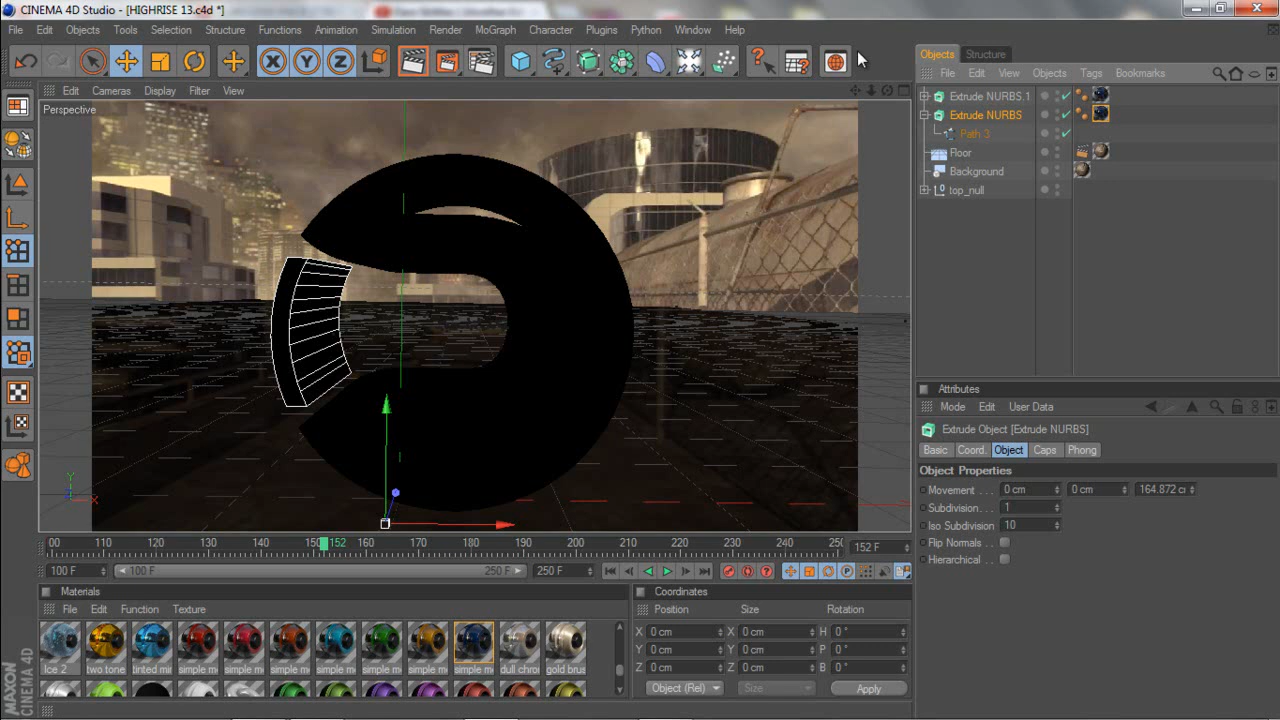 CINEMA 4D Studio - [HIGHRISE 13.c4d *]
File Edit Objects Tools Selection Structure Functions Animation Simulation Render MoGraph Character Plugins Python Window Help
X Y Z
Objects Structure
File Edit View Objects Tags Bookmarks
Edit Cameras Display Filter View
Perspective
Extrude NURBS.1
Extrude NURBS
Path 3
Floor
Background
top_null
Attributes
Mode Edit User Data
Extrude Object [Extrude NURBS]
Basic Coord. Object Caps Phong
Object Properties
Movement . . . 0 cm 0 cm 164.872 c
Subdivision . . 1
Iso Subdivision 10
Flip Normals . .
Hierarchical . .
Y
X
00 110 120 130 140 150 152 160 170 180 190 200 210 220 230 240 250 152 F
100 F 100 F 250 F 250 F
Materials
File Edit Function Texture
Ice 2 two tone tinted mir simple m simple m simple m simple m simple m simple m simple m dull chro gold brus
Coordinates
Position Size Rotation
X 0 cm X 0 cm H 0 °
Y 0 cm Y 0 cm P 0 °
Z 0 cm Z 0 cm B 0 °
Object (Rel) Size Apply
MAXON
CINEMA 4D